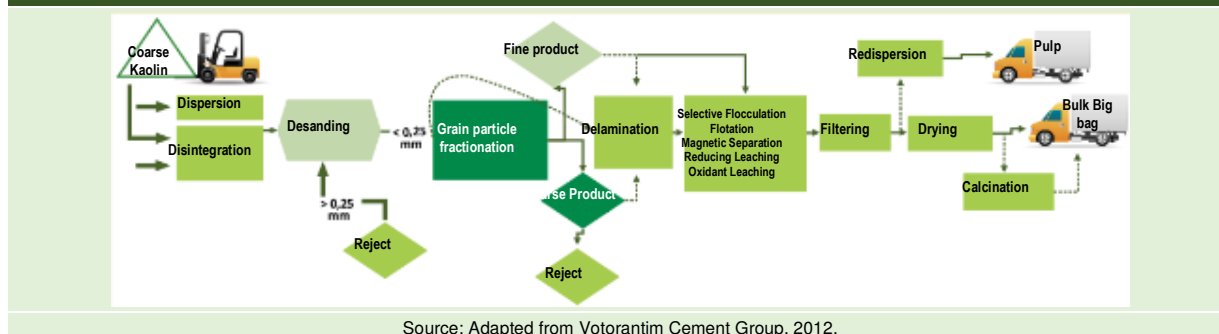 Coarse
Kaolin
Dispersion
Disintegration
Desanding
< 0,25
mm
> 0,25
mm
Reject
Grain particle
fractionation
Fine product
rse Product
Reject
Delamination
Selective Flocculation
Flotation
Magnetic Separation
Reducing Leaching
Oxidant Leaching
Filtering
Redispersion
Pulp
Drying
Bulk Big
bag
Calcination
Source: Adapted from Votorantim Cement Group, 2012.